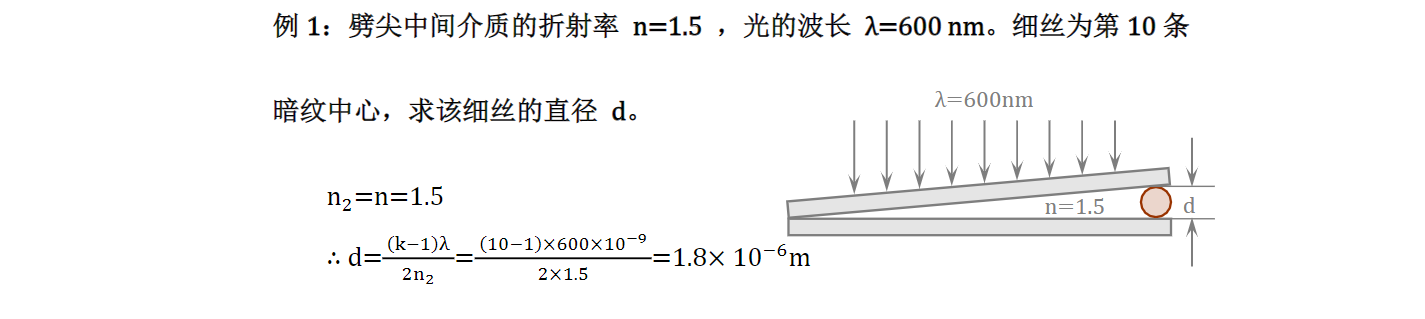 例 1：劈尖中间介质的折射率 n=1.5 ，光的波长 λ=600 nm。细丝为第 10 条
暗纹中心，求该细丝的直径 d。
λ=600nm
n₂=n=1.5
n=1.5
d
∴ d=\frac{(k−1)λ}{2n₂}=\frac{(10−1)×600×10⁻⁹}{2×1.5}=1.8× 10⁻⁶m